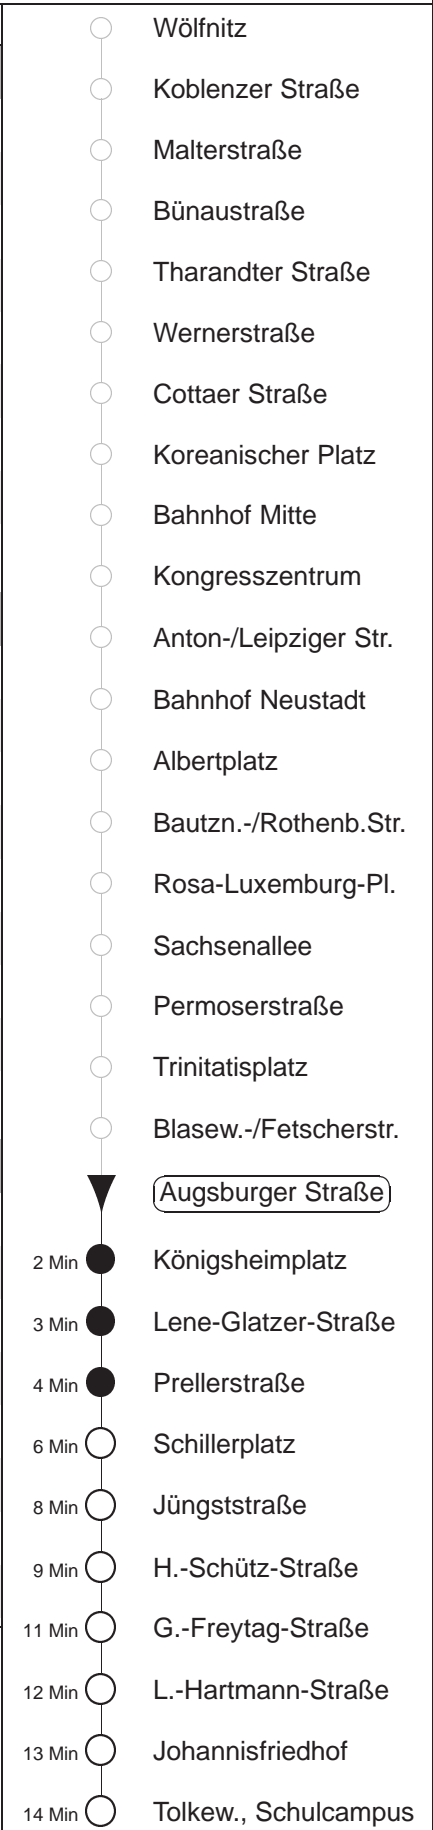 Wölfnitz
Koblenzer Straße
Malterstraße
Bünaustraße
Tharandter Straße
Wernerstraße
Cottaer Straße
Koreanischer Platz
Bahnhof Mitte
Kongresszentrum
Anton-/Leipziger Str.
Bahnhof Neustadt
Albertplatz
Bautzn.-/Rothenb.Str.
Rosa-Luxemburg-Pl.
Sachsenallee
Permoserstraße
Trinitatisplatz
Blasew.-/Fetscherstr.
Augsburger Straße
2 Min Königsheimplatz
3 Min Lene-Glatzer-Straße
4 Min Prellerstraße
6 Min Schillerplatz
8 Min Jüngststraße
9 Min H.-Schütz-Straße
11 Min G.-Freytag-Straße
12 Min L.-Hartmann-Straße
13 Min Johannisfriedhof
14 Min Tolkew., Schulcampus